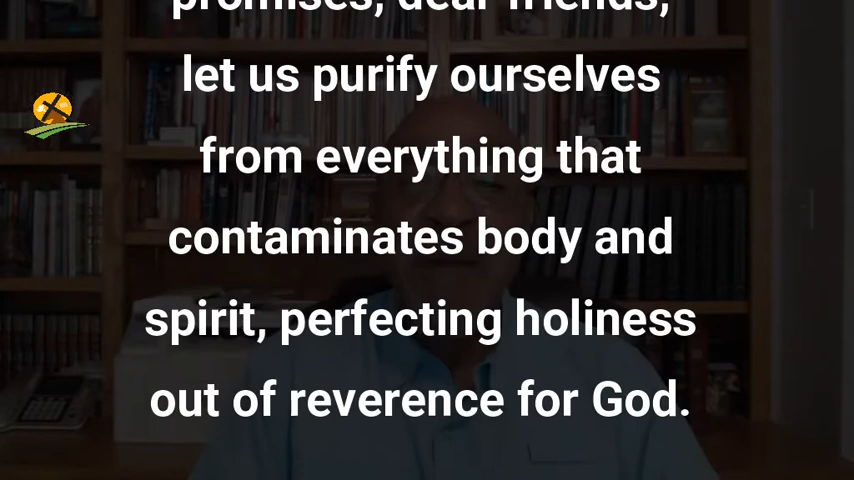 promises, dear friends,
let us purify ourselves
from everything that
contaminates body and
spirit, perfecting holiness
out of reverence for God.